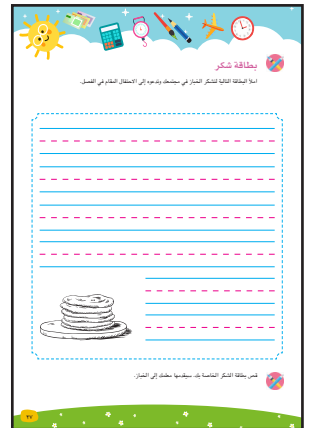 بطاقة شكر
املأ البطاقة التالية لتشكر الخباز في مجتمعك وتدعوه إلى الاحتفال المقام في الفصل.
قص بطاقة الشكر الخاصة بك. سيقدمها معلمك إلى الخباز.
٣٧